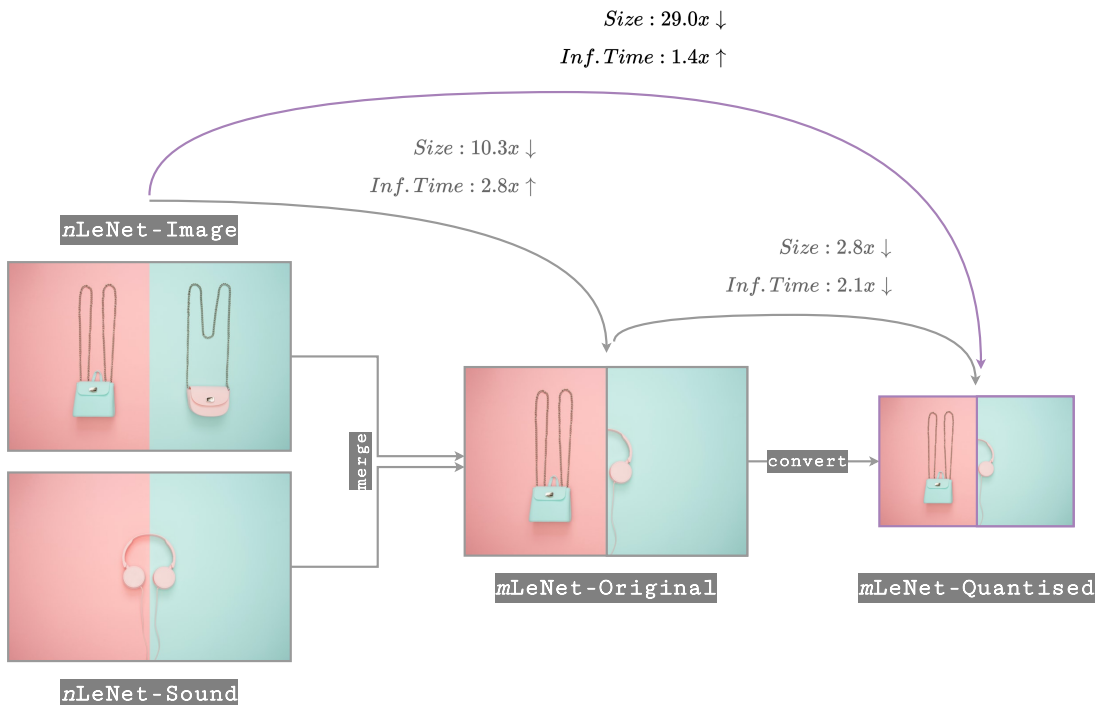 Size : 29.0x ↓
Inf. Time : 1.4x ↑
Size : 10.3x ↓
Inf. Time : 2.8x ↑
nLeNet-Image
Size : 2.8x ↓
Inf. Time : 2.1x ↓
merge
convert
mLeNet-Original
mLeNet-Quantised
nLeNet-Sound